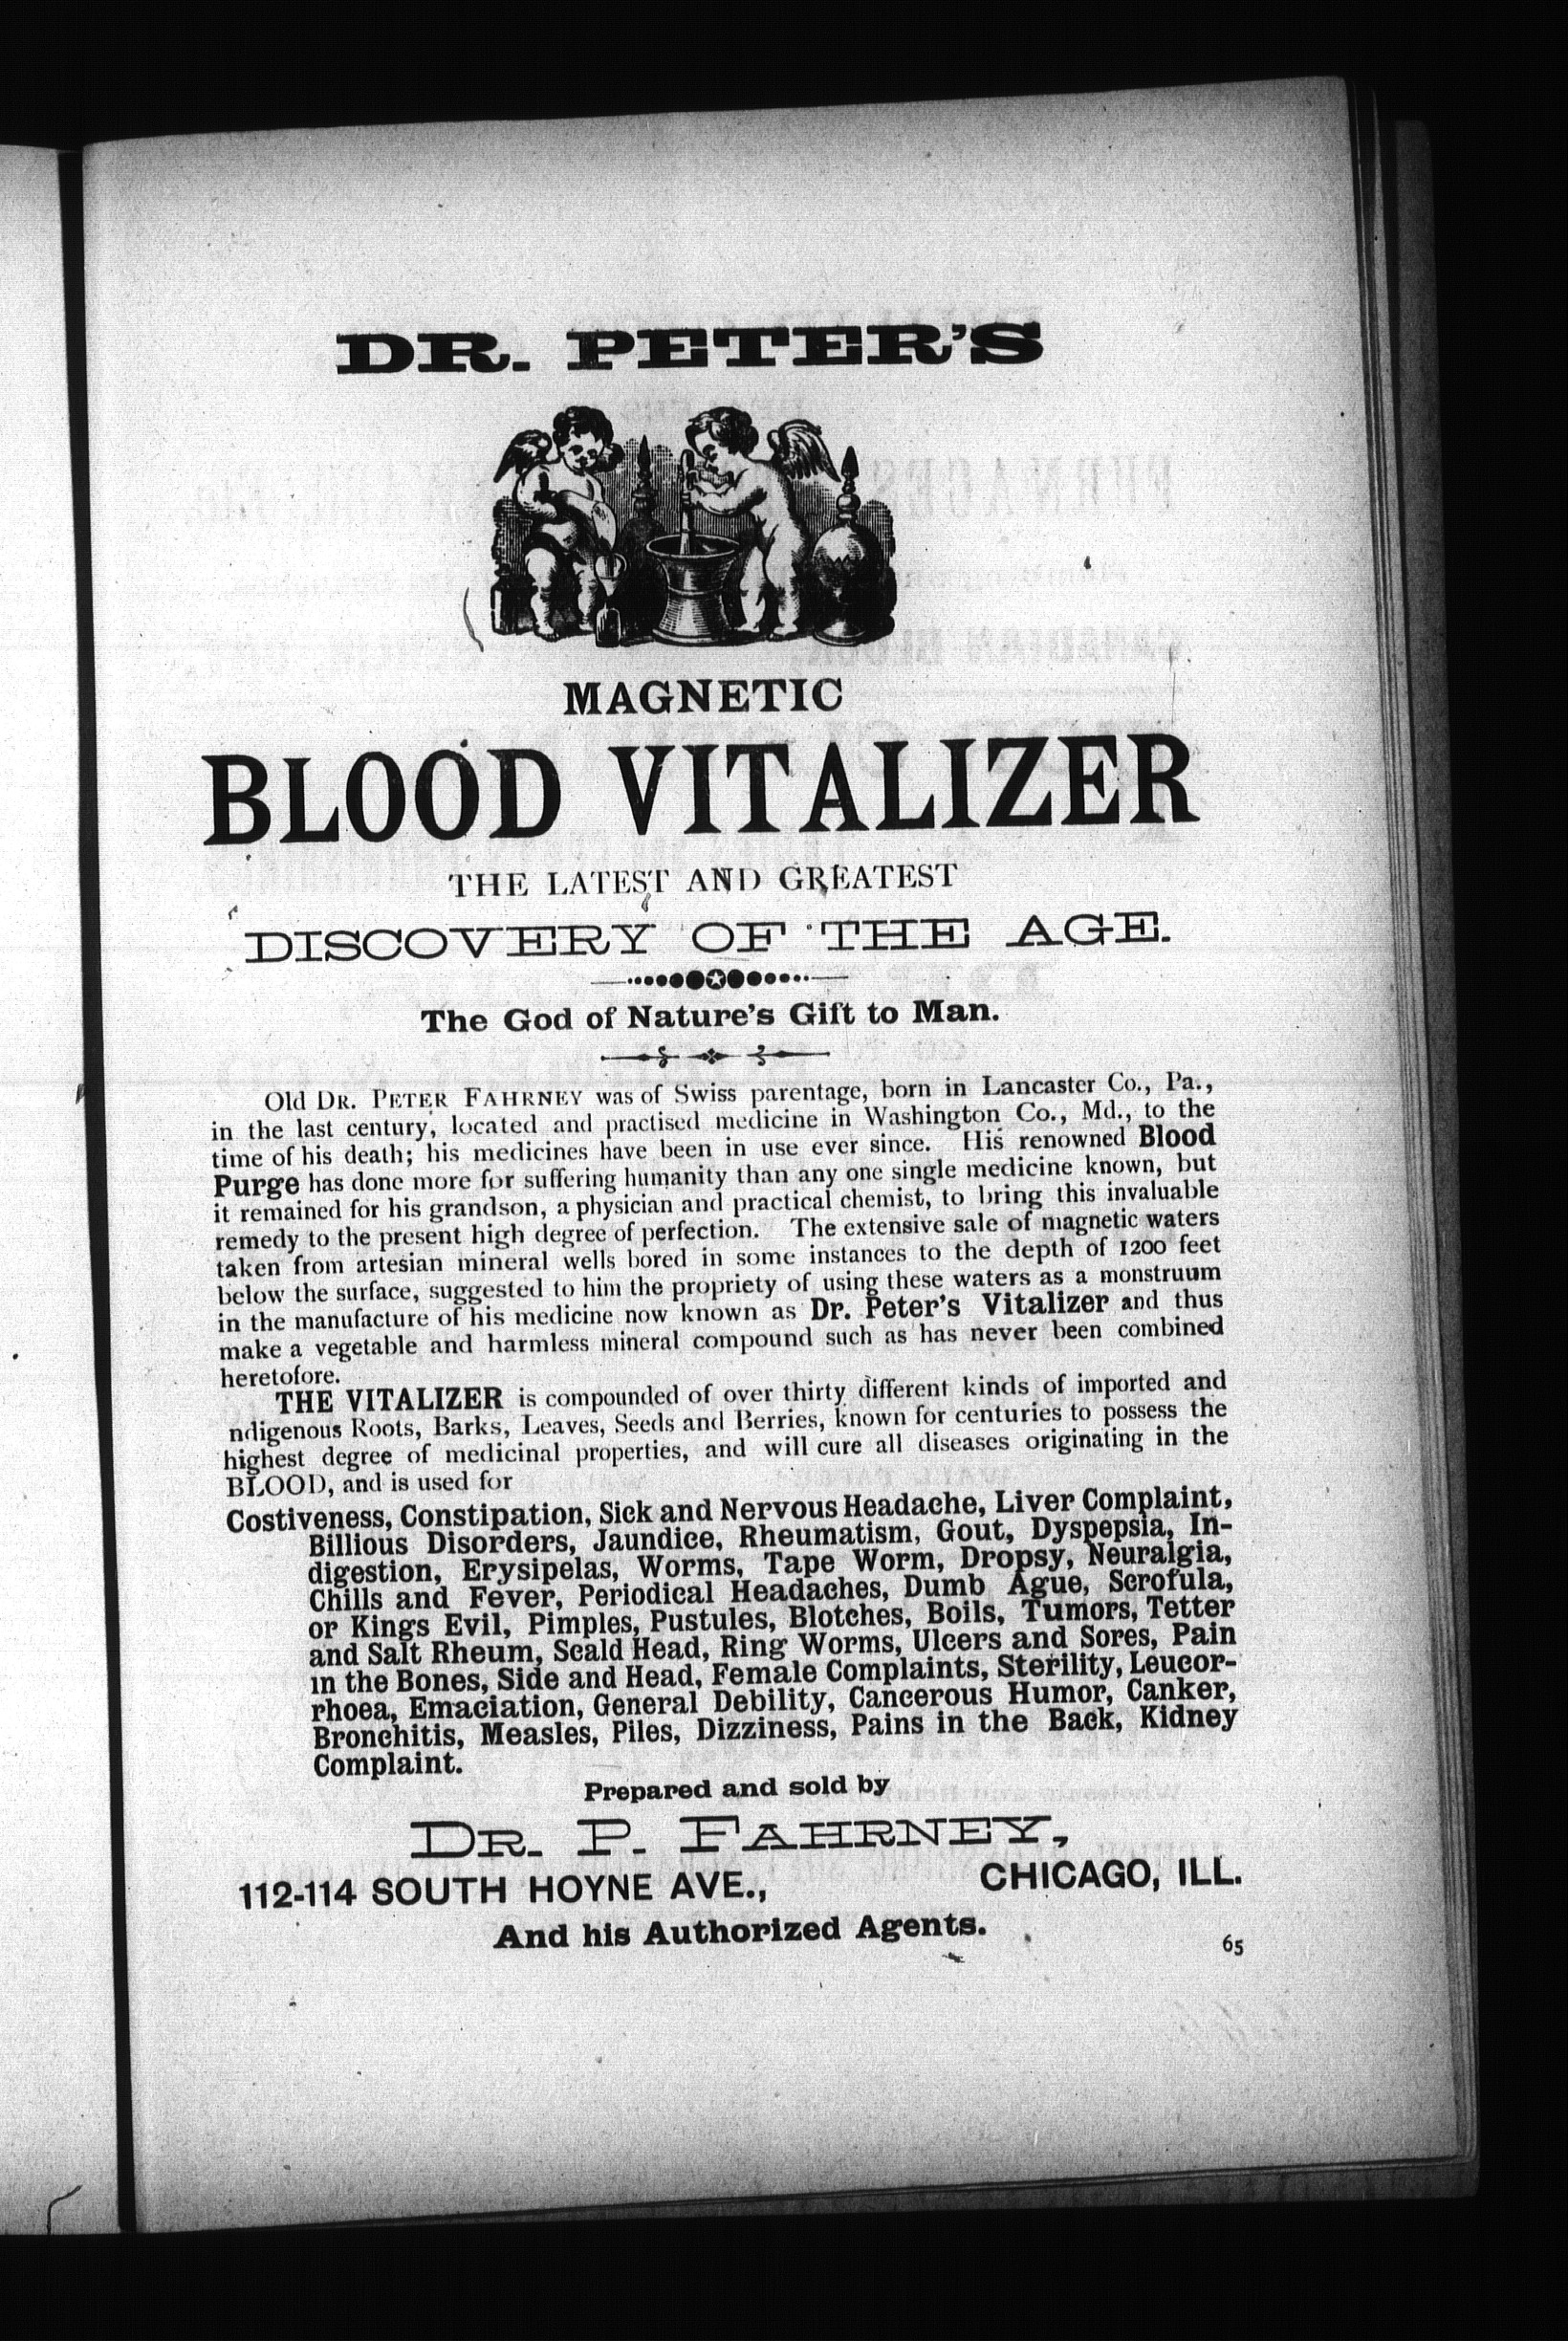 DR. PETER'S
MAGNETIC
BLOOD VITALIZER
THE LATEST AND GREATEST
DISCOVERY OF THE AGE.
The God of Nature's Gift to Man.
Old DR. PETER FAHRNEY was of Swiss parentage, born in Lancaster Co., Pa.,
in the last century, located and practised medicine in Washington Co., Md., to the
time of his death; his medicines have been in use ever since. His renowned Blood
Purge has done more for suffering humanity than any one single medicine known, but
it remained for his grandson, a physician and practical chemist, to bring this invaluable
remedy to the present high degree of perfection. The extensive sale of magnetic waters
taken from artesian mineral wells bored in some instances to the depth of 1200 feet
below the surface, suggested to him the propriety of using these waters as a monstruum
in the manufacture of his medicine now known as Dr. Peter's Vitalizer and thus
make a vegetable and harmless mineral compound such as has never been combined
heretofore.
THE VITALIZER is compounded of over thirty different kinds of imported and
ndigenous Roots, Barks, Leaves, Seeds and Berries, known for centuries to possess the
highest degree of medicinal properties, and will cure all diseases originating in the
BLOOD, and is used for
Costiveness, Constipation, Sick and Nervous Headache, Liver Complaint,
Billious Disorders, Jaundice, Rheumatism, Gout, Dyspepsia, In-
digestion, Erysipelas, Worms, Tape Worm, Dropsy, Neuralgia,
Chills and Fever, Periodical Headaches, Dumb Ague, Scrofula,
or Kings Evil, Pimples, Pustules, Blotches, Boils, Tumors, Tetter
and Salt Rheum, Scald Head, Ring Worms, Ulcers and Sores, Pain
in the Bones, Side and Head, Female Complaints, Sterility, Leucor-
rhoea, Emaciation, General Debility, Cancerous Humor, Canker,
Bronchitis, Measles, Piles, Dizziness, Pains in the Back, Kidney
Complaint.
Prepared and sold by
DR. P. FAHRNEY,
112-114 SOUTH HOYNE AVE., CHICAGO, ILL.
And his Authorized Agents.
65